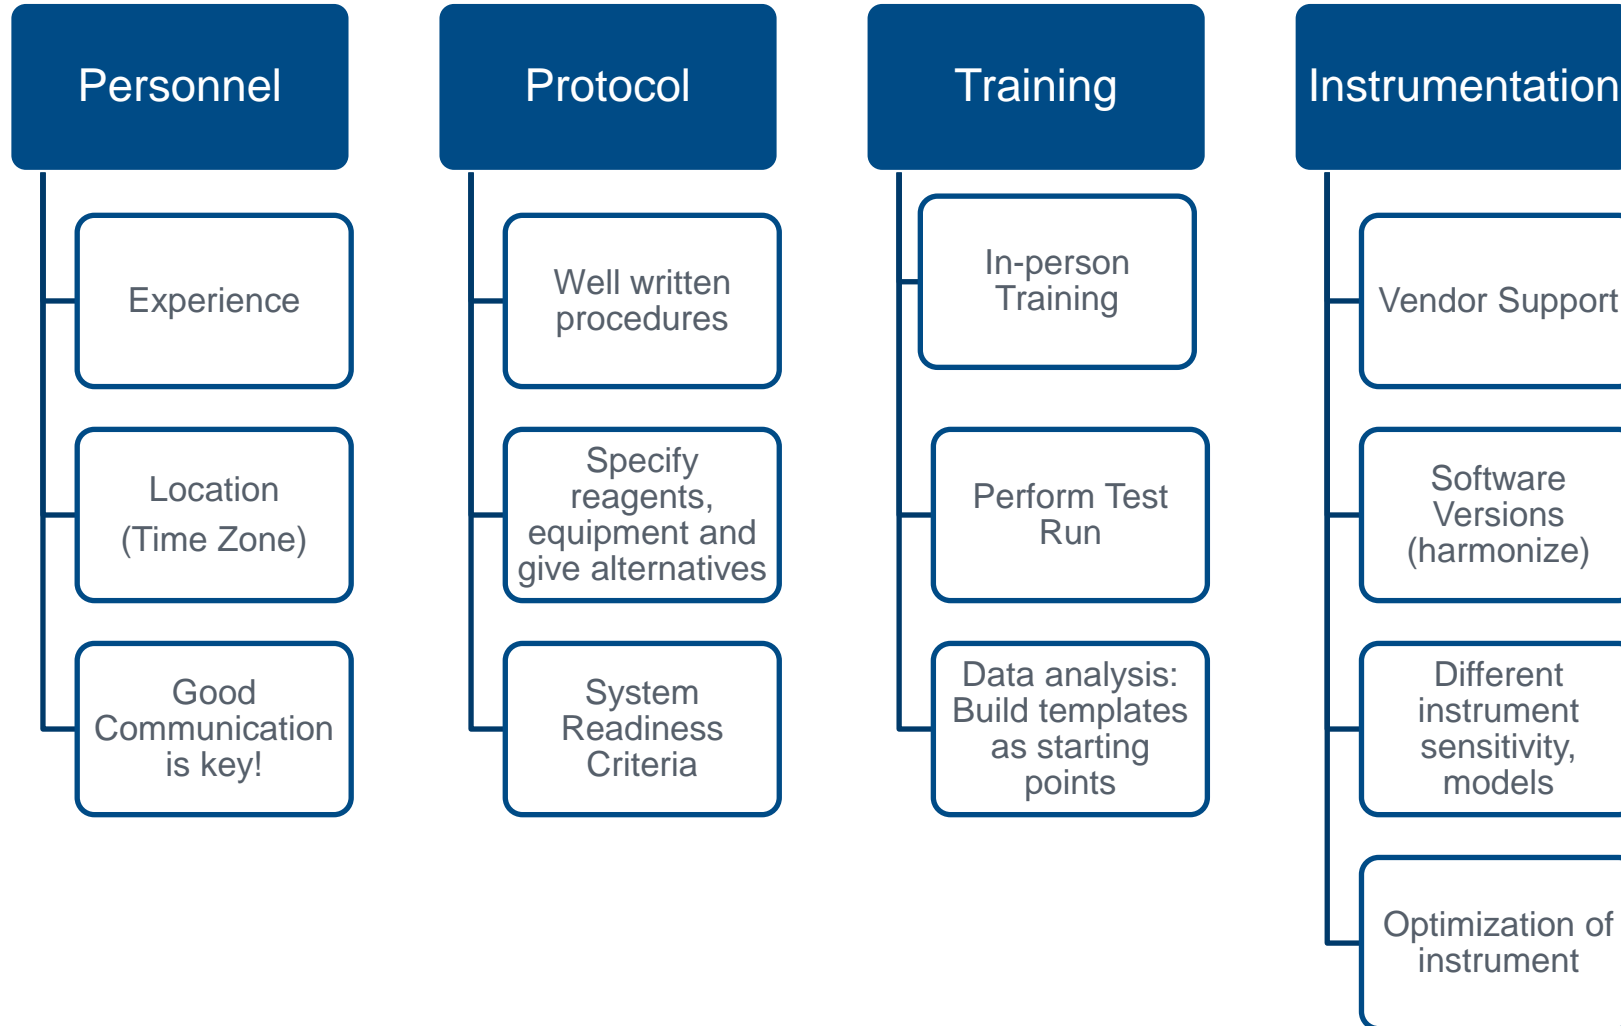 Personnel
Experience
Location
(Time Zone)
Good
Communication
is key!
Protocol
Well written
procedures
Specify
reagents,
equipment and
give alternatives
System
Readiness
Criteria
Training
In-person
Training
Perform Test
Run
Data analysis:
Build templates
as starting
points
Instrumentation
Vendor Support
Software
Versions
(harmonize)
Different
instrument
sensitivity,
models
Optimization of
instrument